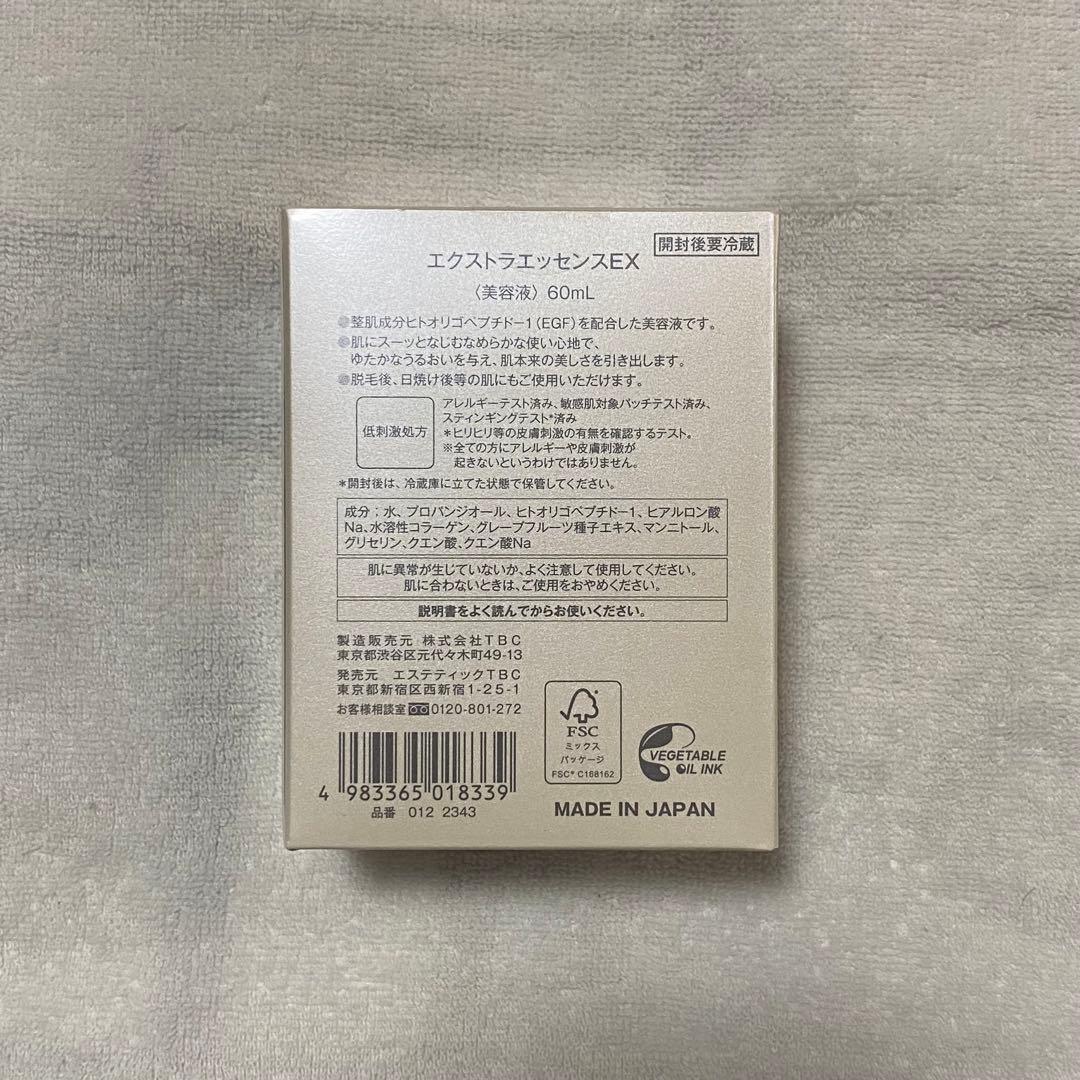 開封後要冷蔵
エクストラエッセンスEX
〈美容液〉 60mL
●整肌成分ヒトオリゴペプチド-1（EGF）を配合した美容液です。
●肌にスーッとなじむなめらかな使い心地で、
ゆたかなうるおいを与え、肌本来の美しさを引き出します。
●脱毛後、日焼け後等の肌にもご使用いただけます。
低刺激処方
アレルギーテスト済み、敏感肌対象パッチテスト済み、
スティンギングテスト*済み
*ヒリヒリ等の皮膚刺激の有無を確認するテスト。
※全ての方にアレルギーや皮膚刺激が
起きないというわけではありません。
*開封後は、冷蔵庫に立てた状態で保管してください。
成分；水、プロパンジオール、ヒトオリゴペプチド-1、ヒアルロン酸
Na、水溶性コラーゲン、グレープフルーツ種子エキス、マンニトール、
グリセリン、クエン酸、クエン酸Na
肌に異常が生じていないか、よく注意して使用してください。
肌に合わないときは、ご使用をおやめください。
説明書をよく読んでからお使いください。
製造販売元 株式会社TBC
東京都渋谷区元代々木町49-13
発売元 エステティックTBC
東京都新宿区西新宿1-25-1
お客様相談室 0120-801-272
FSC
ミックス
パッケージ
FSC® C168162
VEGETABLE
OIL INK
4 983365 018339
品番 012 2343
MADE IN JAPAN